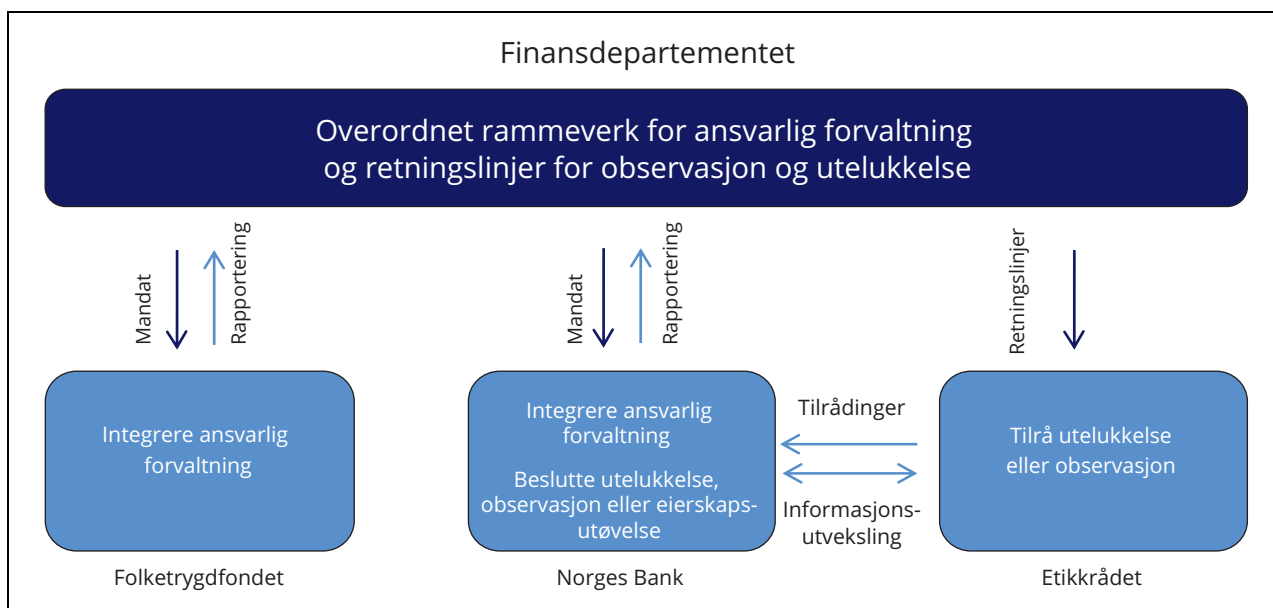 Finansdepartementet
Overordnet rammeverk for ansvarlig forvaltning
og retningslinjer for observasjon og utelukkelse
Mandat
Rapportering
Mandat
Rapportering
Retningslinjer
Integrere ansvarlig
forvaltning
Folketrygdfondet
Integrere ansvarlig
forvaltning
Beslutte utelukkelse,
observasjon eller eierskaps-
utøvelse
Norges Bank
Tilrådinger
Informasjons-
utveksling
Tilrå utelukkelse
eller observasjon
Etikkrådet